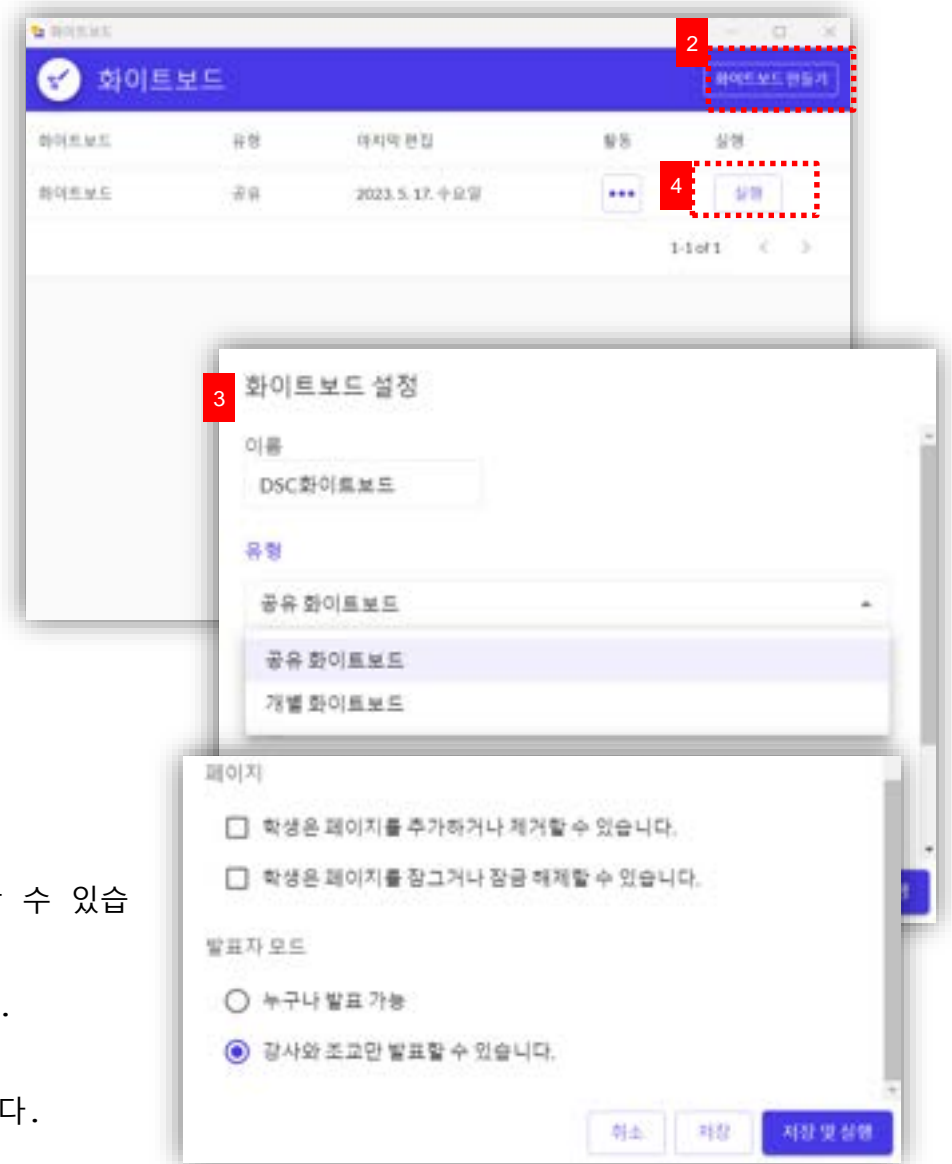 화이트보드
2
화이트보드
화이트보드 만들기
화이트보드 유형 마지막 편집 활동 실행
화이트보드 공유 2023. 5. 17. 수요일 ••• 4 실행
1-1 of 1 < >
3
화이트보드 설정
이름
DSC화이트보드
유형
공유 화이트보드
공유 화이트보드
개별 화이트보드
페이지
학생은 페이지를 추가하거나 제거할 수 있습니다.
학생은 페이지를 잠그거나 잠금 해제할 수 있습니다.
수 있습
발표자 모드
누구나 발표 가능
.
강사와 조교만 발표할 수 있습니다.
다.
취소 저장 저장 및 실행